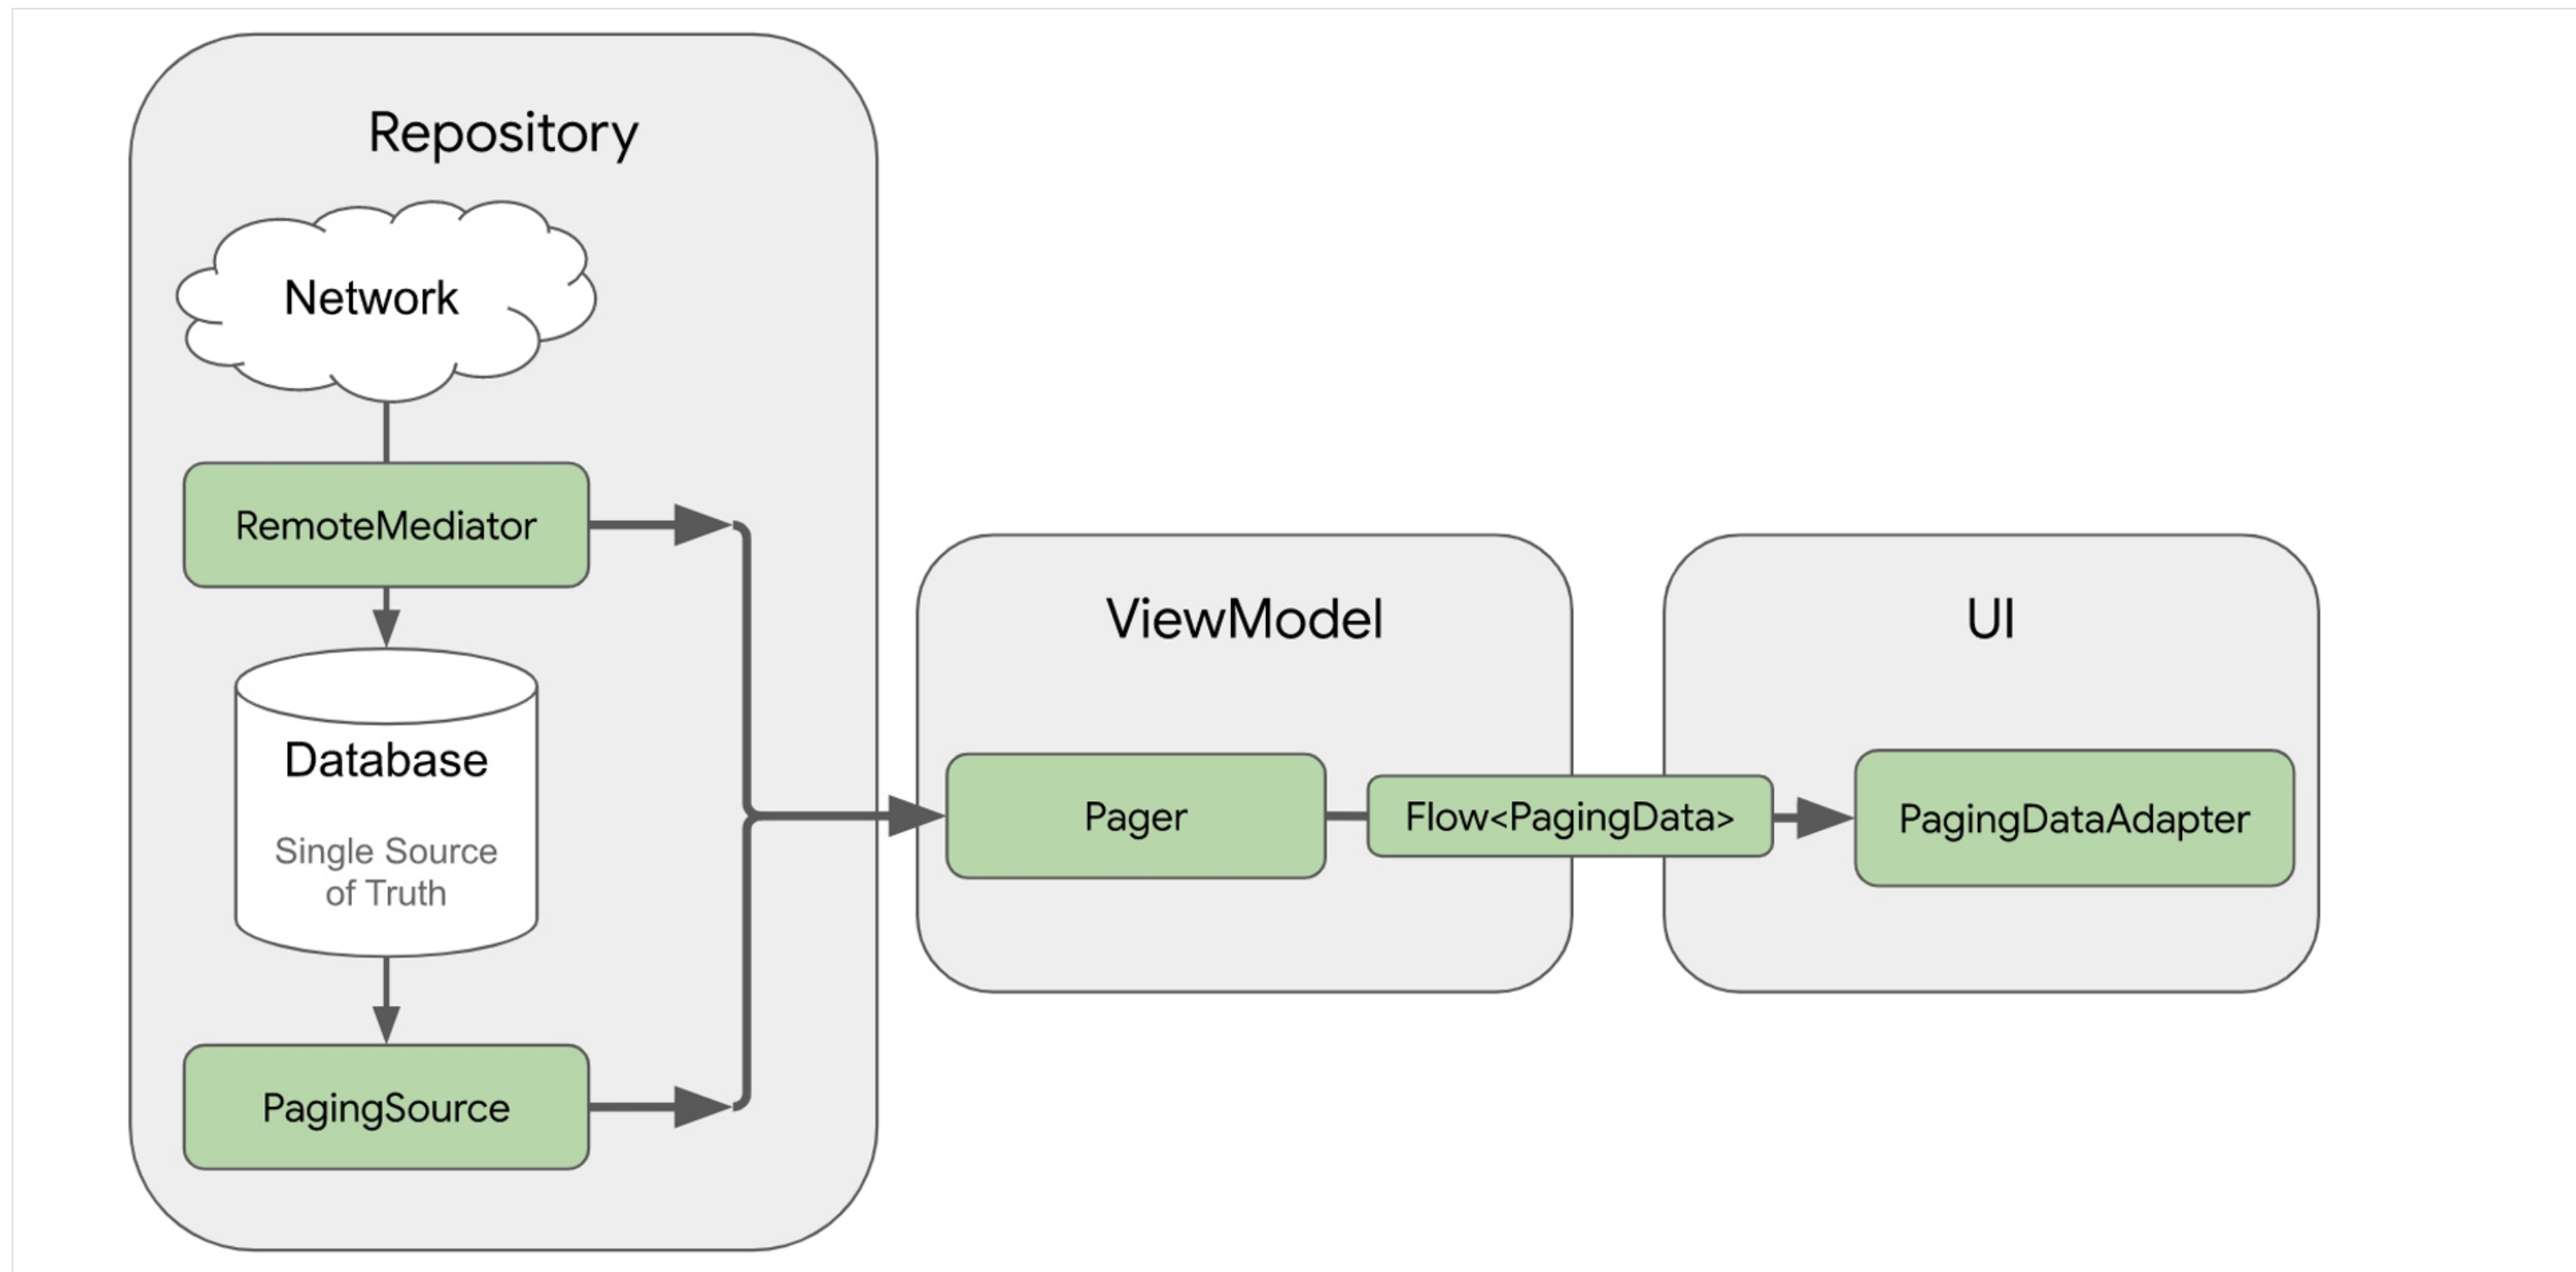 Repository
Network
RemoteMediator
Database
Single Source
of Truth
PagingSource
ViewModel
Pager
Flow<PagingData>
UI
PagingDataAdapter